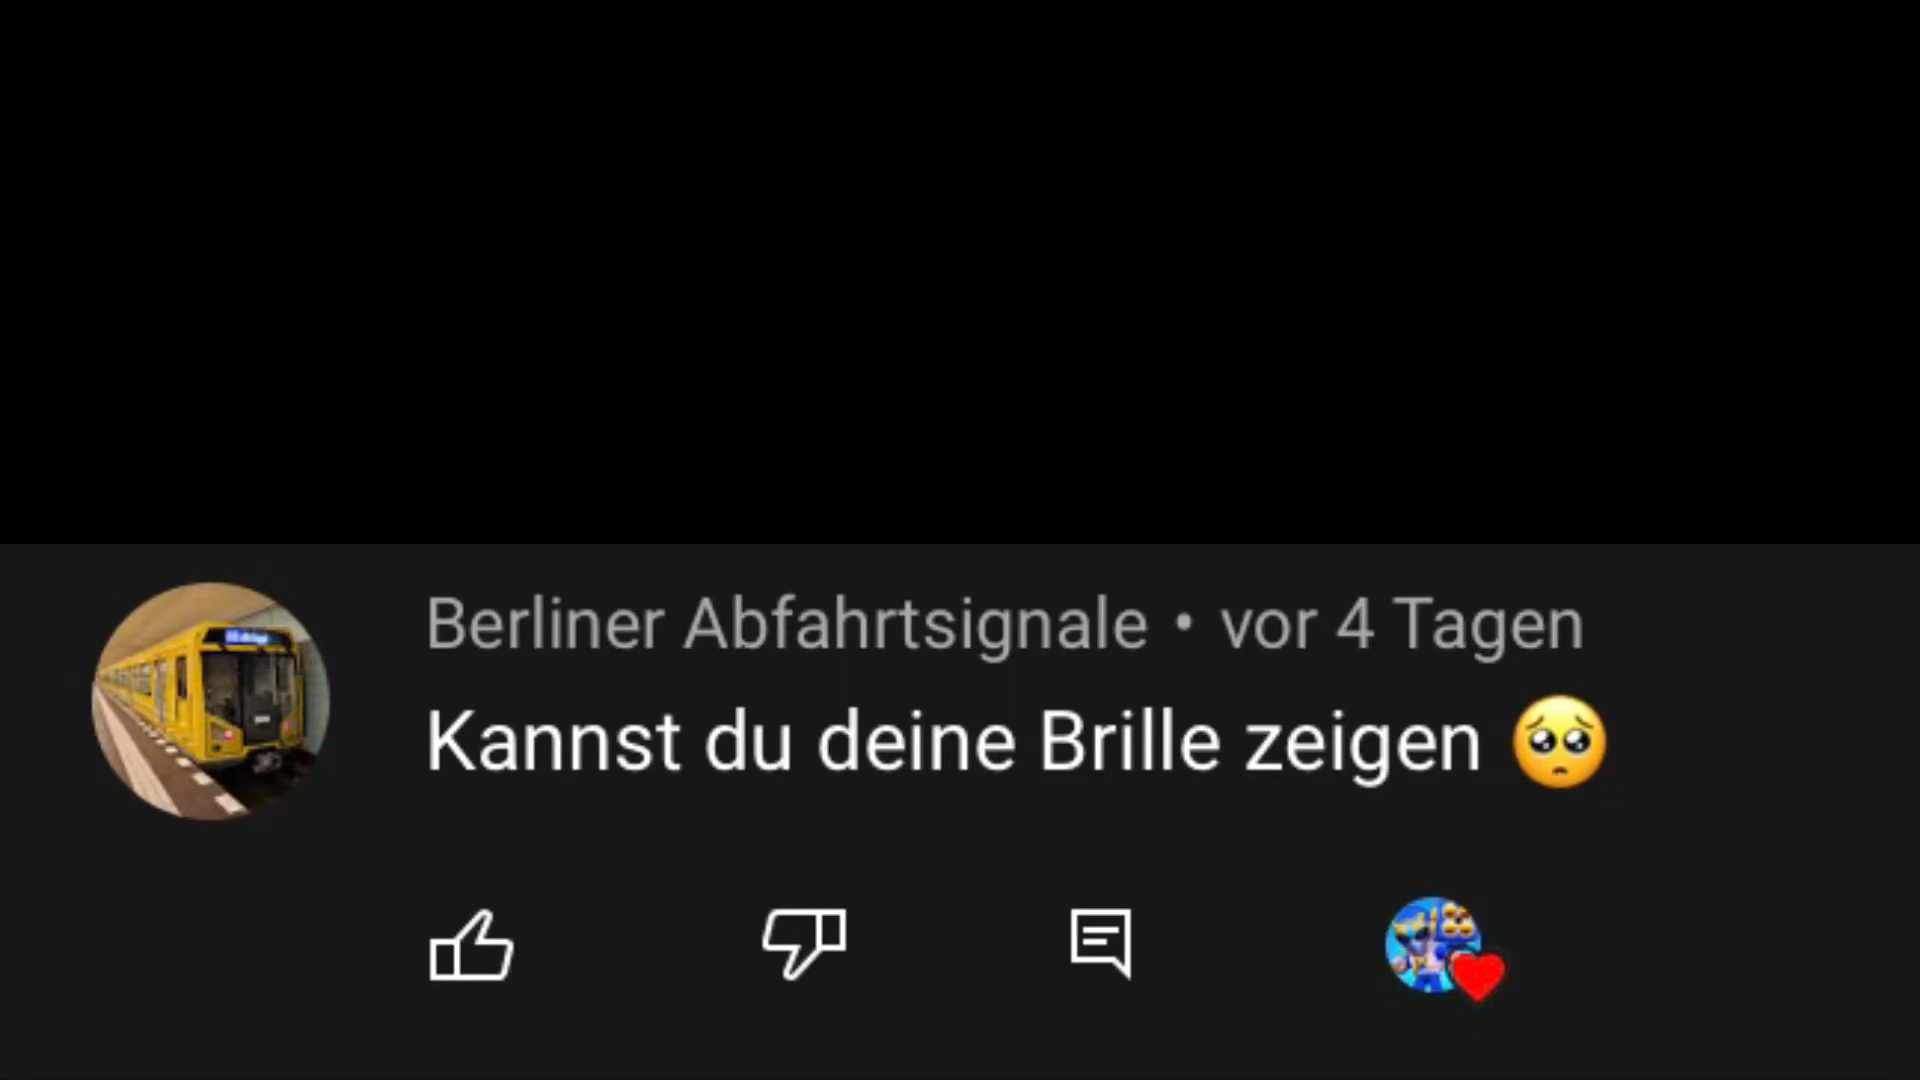 Berliner Abfahrtsignale • vor 4 Tagen
Kannst du deine Brille zeigen 🥺